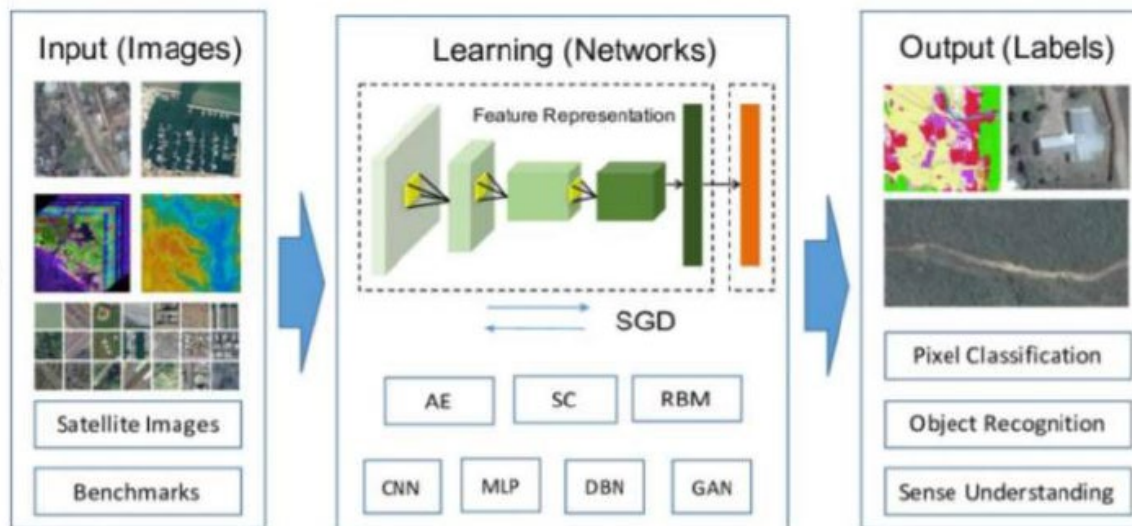 Input (Images)
Satellite Images
Benchmarks
Learning (Networks)
Feature Representation
SGD
AE
SC
RBM
CNN
MLP
DBN
GAN
Output (Labels)
Pixel Classification
Object Recognition
Sense Understanding